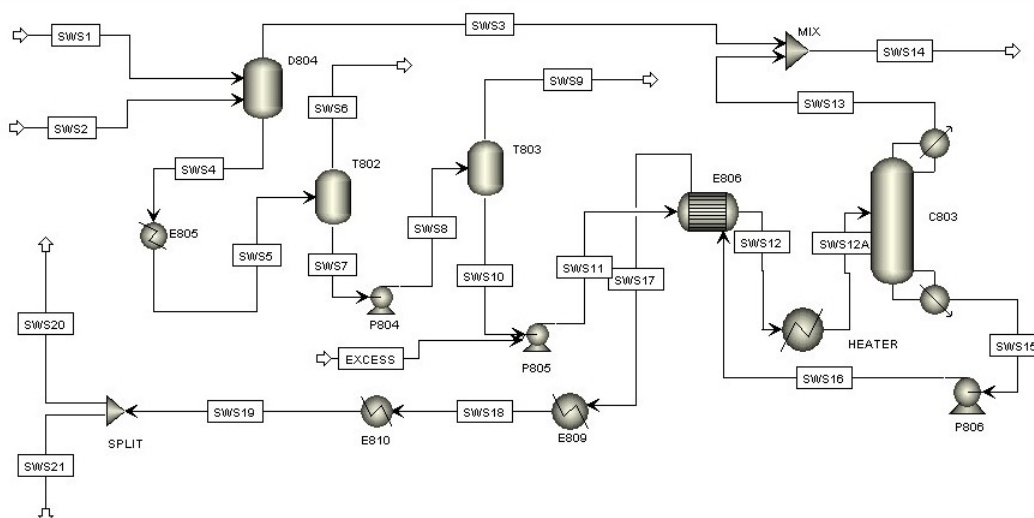 SWS1
SWS2
SWS3
D804
MIX
SWS14
SWS6
SWS9
SWS13
SWS4
T802
T803
E806
E805
SWS5
SWS7
SWS8
SWS10
SWS11
SWS17
SWS12
SWS12A
C803
P804
EXCESS
P805
HEATER
SWS15
SWS16
P806
SWS20
SWS19
SWS18
E810
E809
SPLIT
SWS21